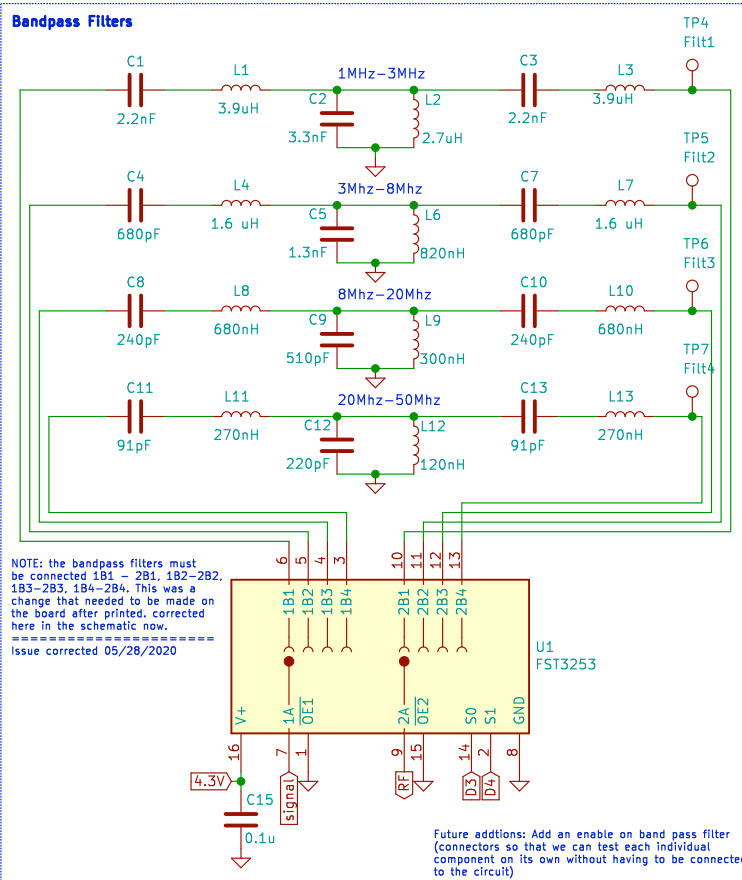 Bandpass Filters
TP4
Filt1
C1
L1
1MHz-3MHz
C3
L3
2.2nF
3.9uH
C2
3.3nF
L2
2.7uH
2.2nF
3.9uH
TP5
Filt2
C4
L4
3Mhz-8Mhz
C7
L7
680pF
1.6 uH
C5
1.3nF
L6
820nH
680pF
1.6 uH
TP6
Filt3
C8
L8
8Mhz-20Mhz
C10
L10
240pF
680nH
C9
510pF
L9
300nH
240pF
680nH
TP7
Filt4
C11
L11
20Mhz-50Mhz
C13
L13
91pF
270nH
C12
220pF
L12
120nH
91pF
270nH
NOTE: the bandpass filters must
be connected 1B1 - 2B1, 1B2-2B2,
1B3-2B3, 1B4-2B4. This was a
change that needed to be made on
the board after printed. corrected
here in the schematic now.
=======================
Issue corrected 05/28/2020
6
5
4
3
10
11
12
13
1B1
1B2
1B3
1B4
2B1
2B2
2B3
2B4
U1
FST3253
V+
1A
OE1
2A
OE2
S0
S1
GND
16
7
1
9
15
14
2
8
4.3V
signal
RF
D3
D4
C15
0.1u
Future addtions: Add an enable on band pass filter
(connectors so that we can test each individual
component on its own without having to be connected
to the circuit)